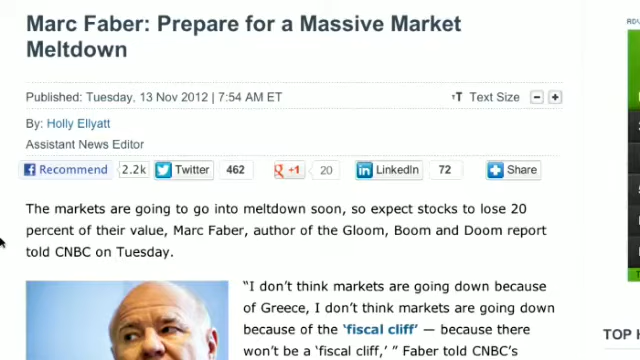 Marc Faber: Prepare for a Massive Market
Meltdown
Published: Tuesday, 13 Nov 2012 | 7:54 AM ET
тT Text Size
By: Holly Ellyatt
Assistant News Editor
Recommend 2.2k Twitter 462 +1 20 LinkedIn 72 Share
The markets are going to go into meltdown soon, so expect stocks to lose 20
percent of their value, Marc Faber, author of the Gloom, Boom and Doom report
told CNBC on Tuesday.
“I don’t think markets are going down because
of Greece, I don’t think markets are going down
because of the ‘fiscal cliff’ — because there
won’t be a ‘fiscal cliff,’ ” Faber told CNBC’s
TOP